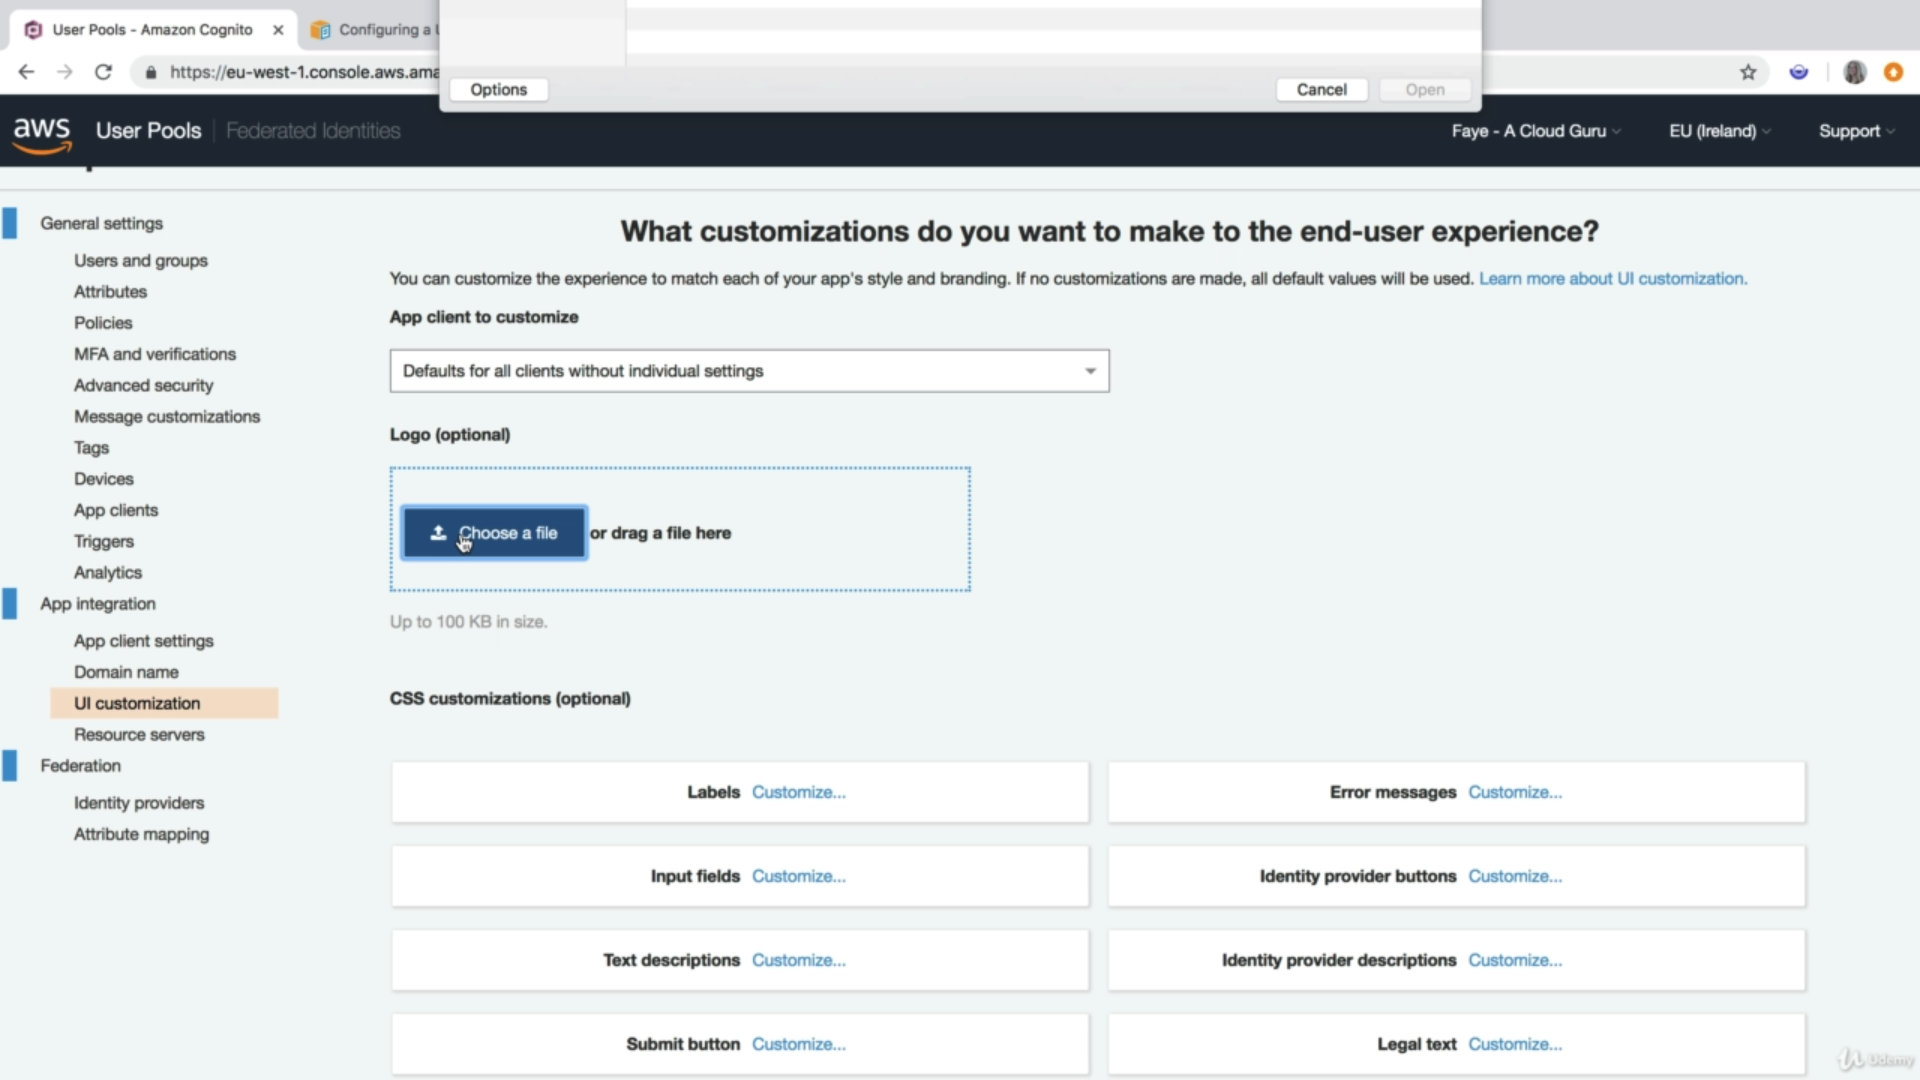 User Pools - Amazon Cognito
Configuring a
https://eu-west-1.console.aws.ama
Options
Cancel
Open
aws
User Pools
Federated Identities
Faye - A Cloud Guru
EU (Ireland)
Support
General settings
Users and groups
Attributes
Policies
MFA and verifications
Advanced security
Message customizations
Tags
Devices
App clients
Triggers
Analytics
App integration
App client settings
Domain name
UI customization
Resource servers
Federation
Identity providers
Attribute mapping
What customizations do you want to make to the end-user experience?
You can customize the experience to match each of your app's style and branding. If no customizations are made, all default values will be used. Learn more about UI customization.
App client to customize
Defaults for all clients without individual settings
Logo (optional)
Choose a file or drag a file here
Up to 100 KB in size.
CSS customizations (optional)
Labels Customize...
Error messages Customize...
Input fields Customize...
Identity provider buttons Customize...
Text descriptions Customize...
Identity provider descriptions Customize...
Submit button Customize...
Legal text Customize...
Udemy